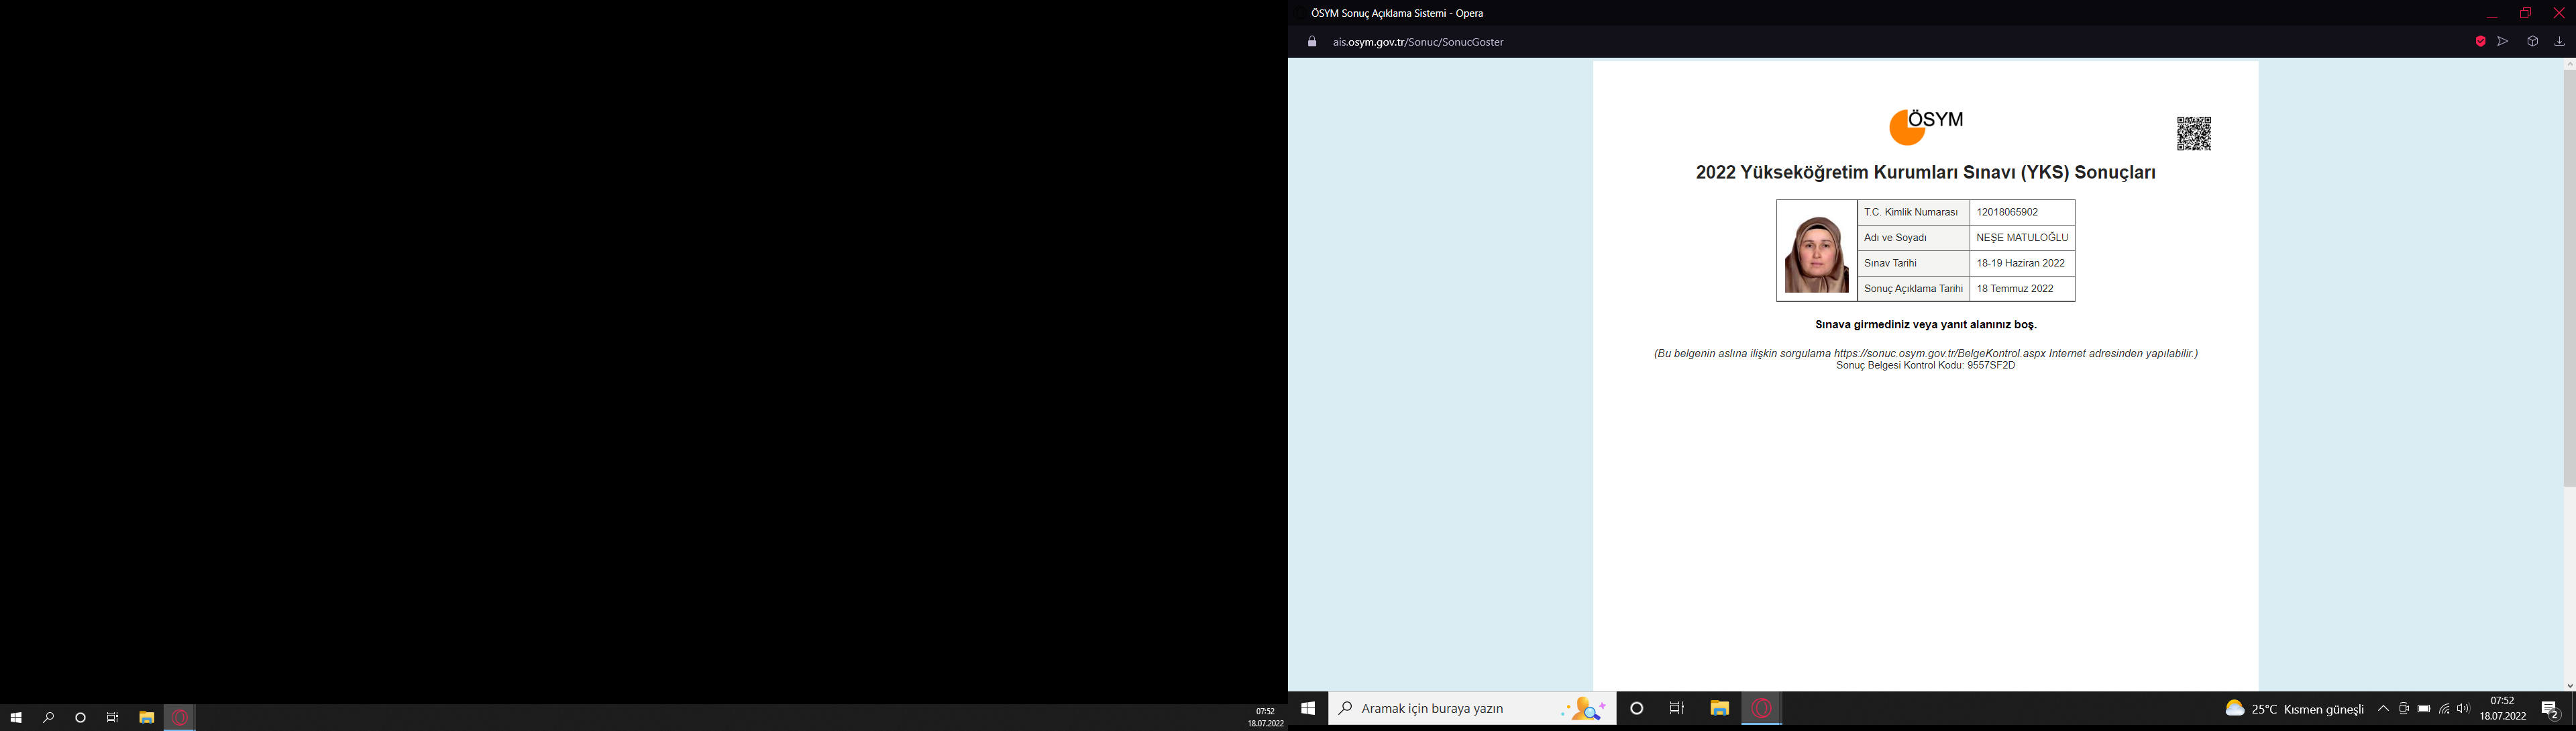 ÖSYM Sonuç Açıklama Sistemi - Opera
ais.osym.gov.tr/Sonuc/SonucGoster
ÖSYM
2022 Yükseköğretim Kurumları Sınavı (YKS) Sonuçları
T.C. Kimlik Numarası 12018065902
Adı ve Soyadı NEŞE MATULOĞLU
Sınav Tarihi 18-19 Haziran 2022
Sonuç Açıklama Tarihi 18 Temmuz 2022
Sınava girmediniz veya yanıt alanınız boş.
(Bu belgenin aslına ilişkin sorgulama https://sonuc.osym.gov.tr/BelgeKontrol.aspx Internet adresinden yapılabilir.)
Sonuç Belgesi Kontrol Kodu: 9557SF2D
07:52
18.07.2022
Aramak için buraya yazın
25°C Kısmen güneşli
07:52
18.07.2022
2